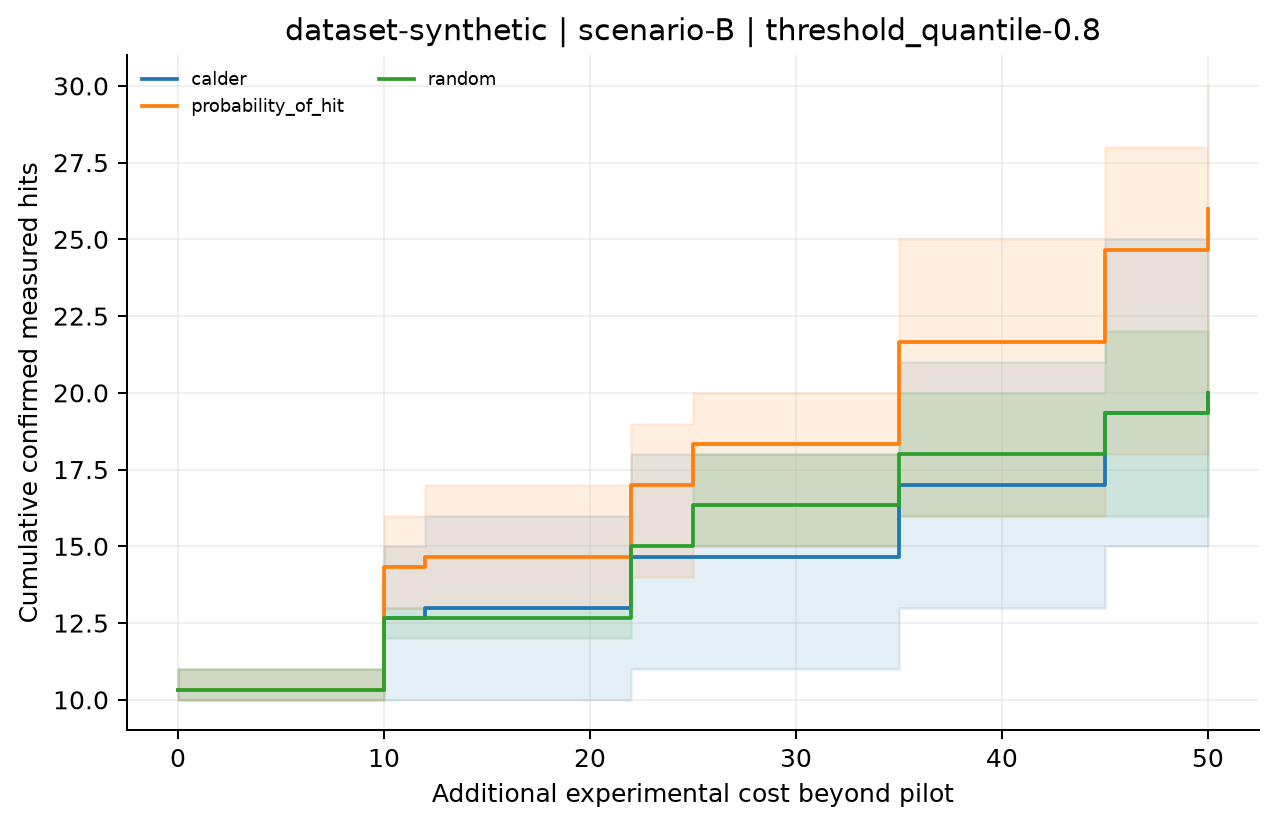 dataset-synthetic | scenario-B | threshold_quantile-0.8
calder
probability_of_hit
random
Cumulative confirmed measured hits
30.0
27.5
25.0
22.5
20.0
17.5
15.0
12.5
10.0
0 10 20 30 40 50
Additional experimental cost beyond pilot